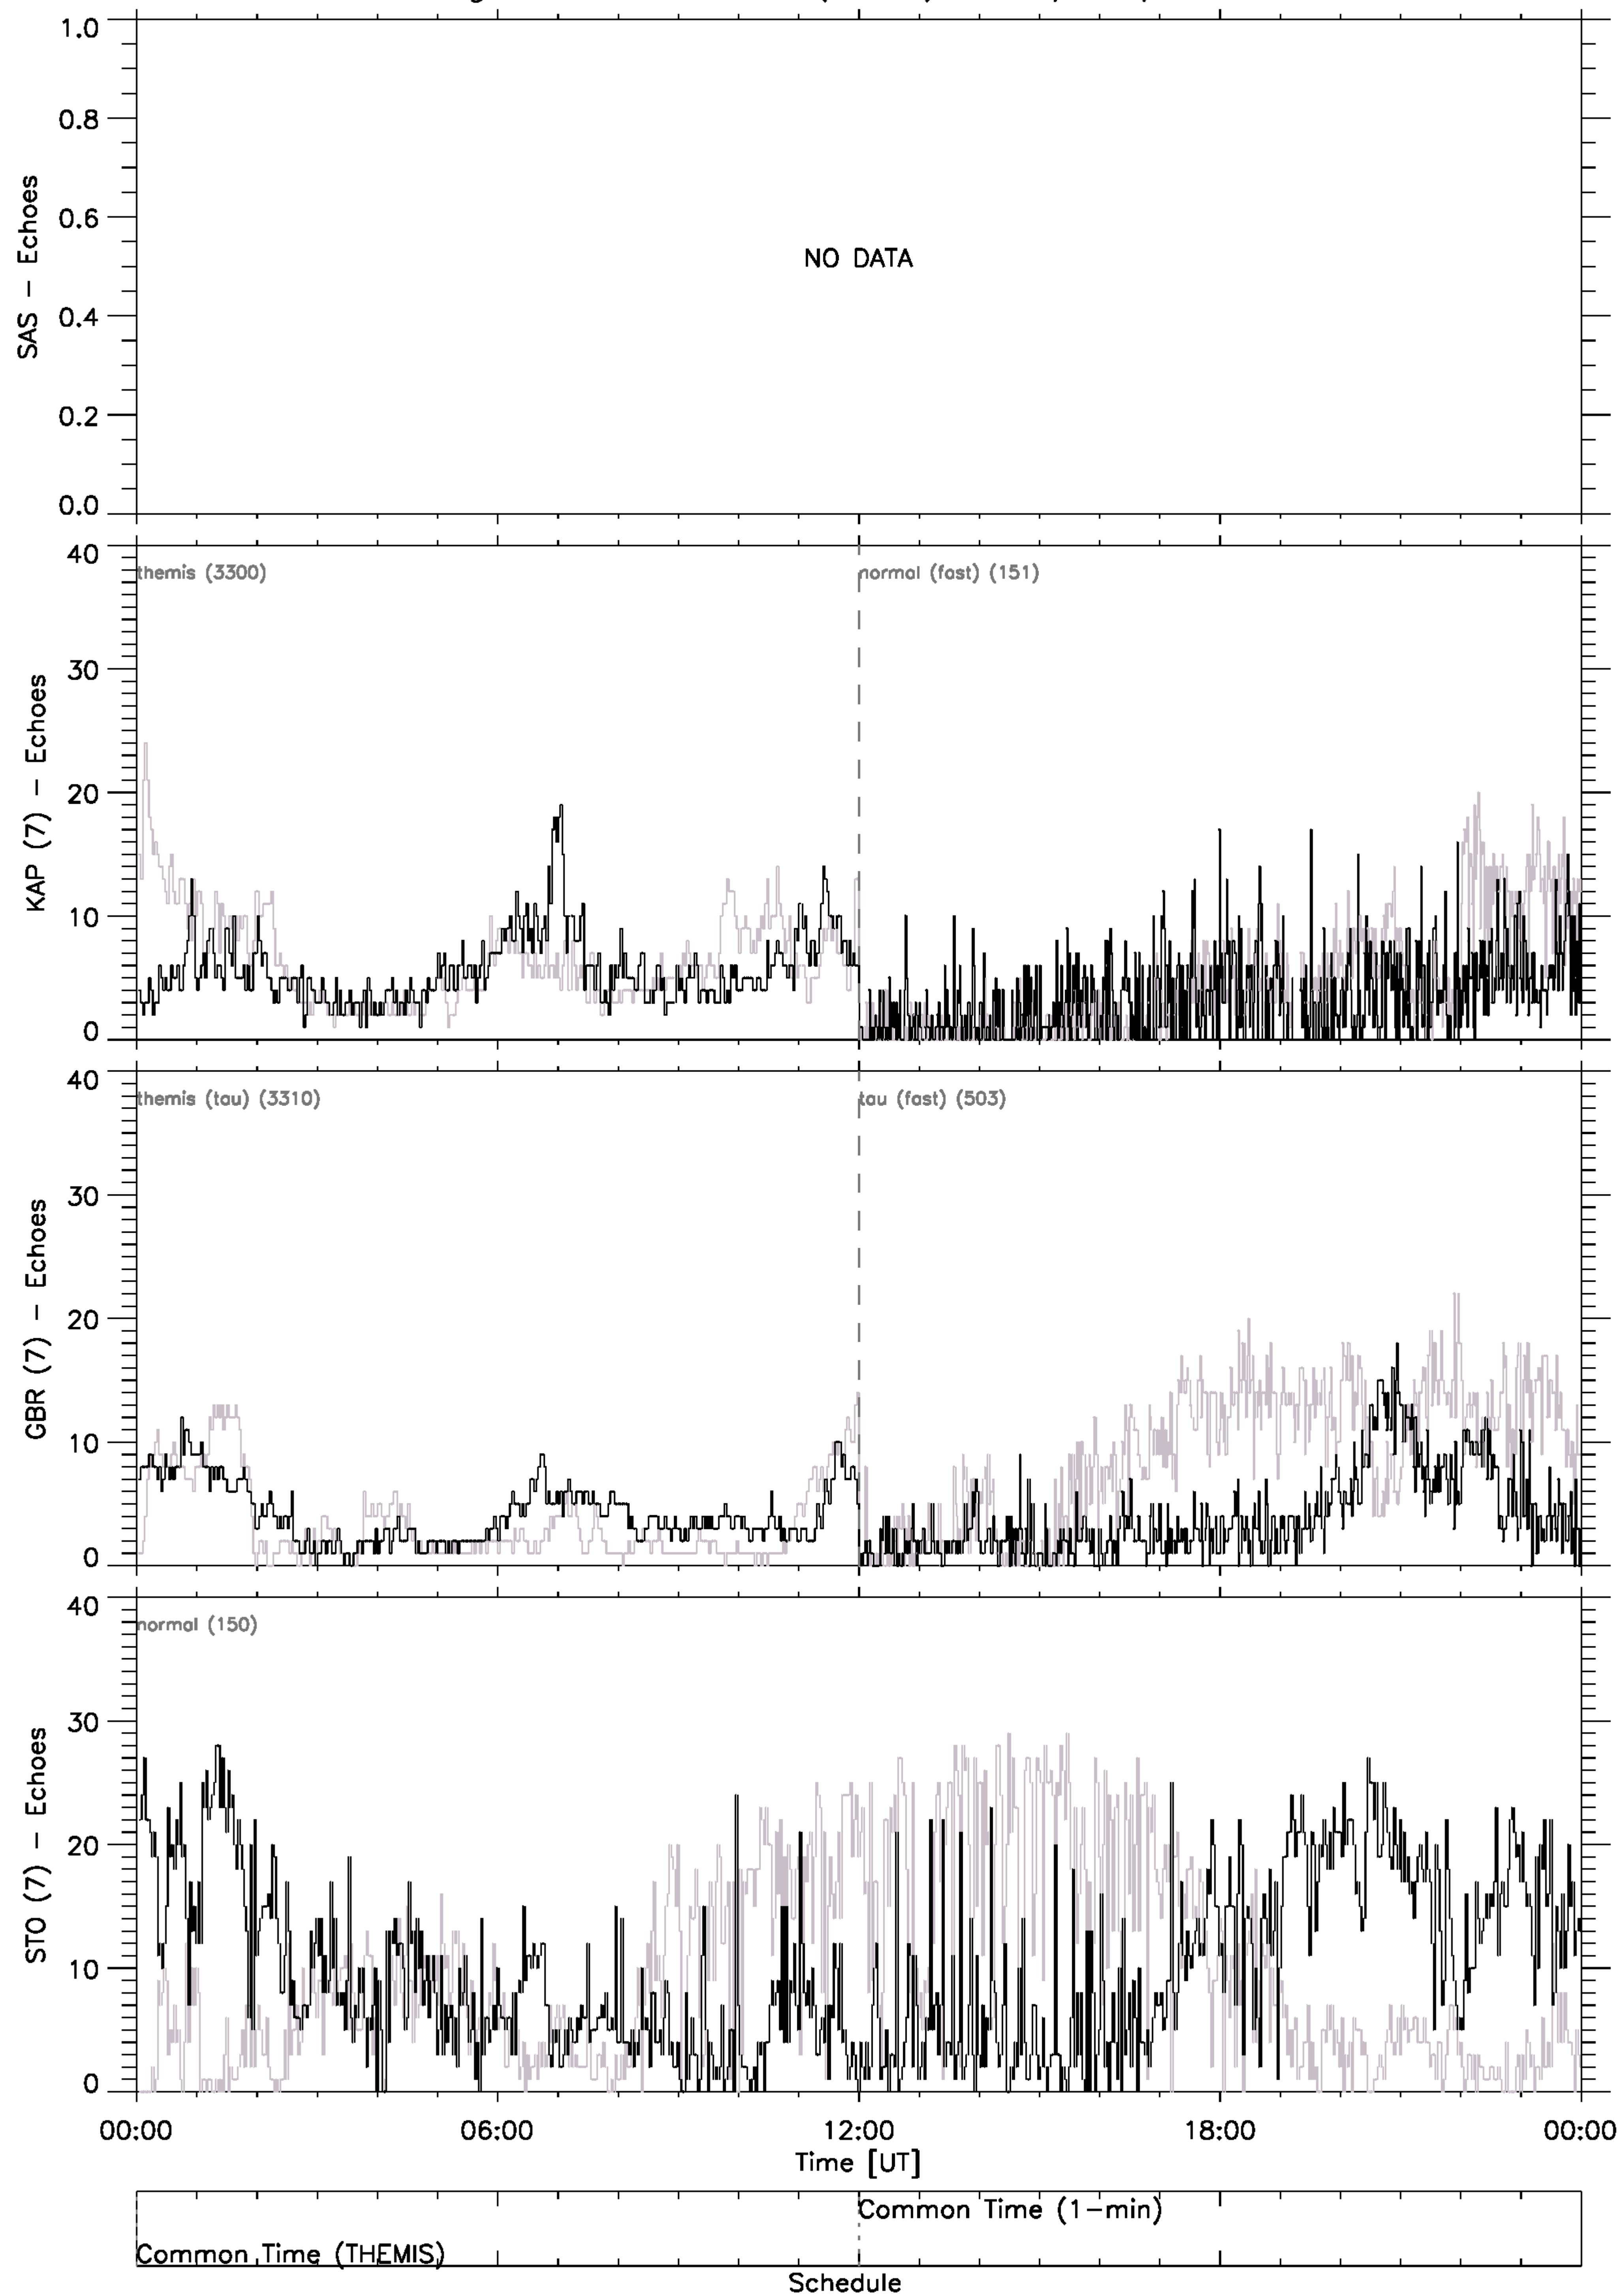 1.0
0.8
0.6
0.4
0.2
0.0
SAS - Echoes
NO DATA
40
30
20
10
0
KAP (7) - Echoes
themis (3300)
normal (fast) (151)
40
30
20
10
0
GBR (7) - Echoes
themis (tau) (3310)
tau (fast) (503)
40
30
20
10
0
STO (7) - Echoes
normal (150)
00:00 06:00 12:00 18:00 00:00
Time [UT]
Common Time (1-min)
Common Time (THEMIS)
Schedule